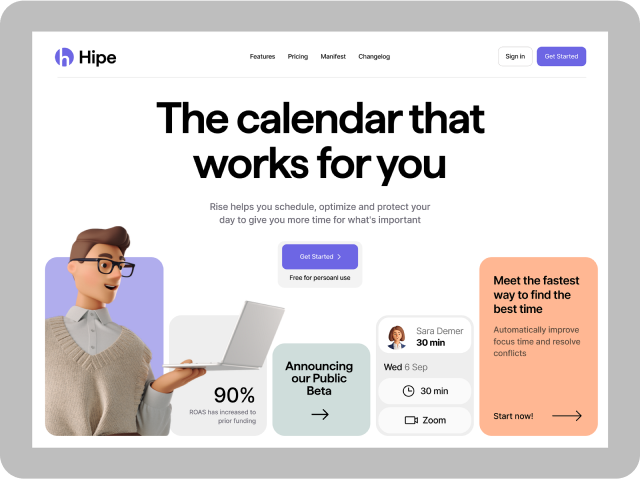 Hipe
Features Pricing Manifest Changelog
Sign in
Get Started
The calendar that
works for you
Rise helps you schedule, optimize and protect your
day to give you more time for what's important
Get Started
Free for persoanl use
90%
ROAS has increased to
prior funding
Announcing
our Public
Beta
Sara Demer
30 min
Wed 6 Sep
30 min
Zoom
Meet the fastest
way to find the
best time
Automatically improve
focus time and resolve
conflicts
Start now!